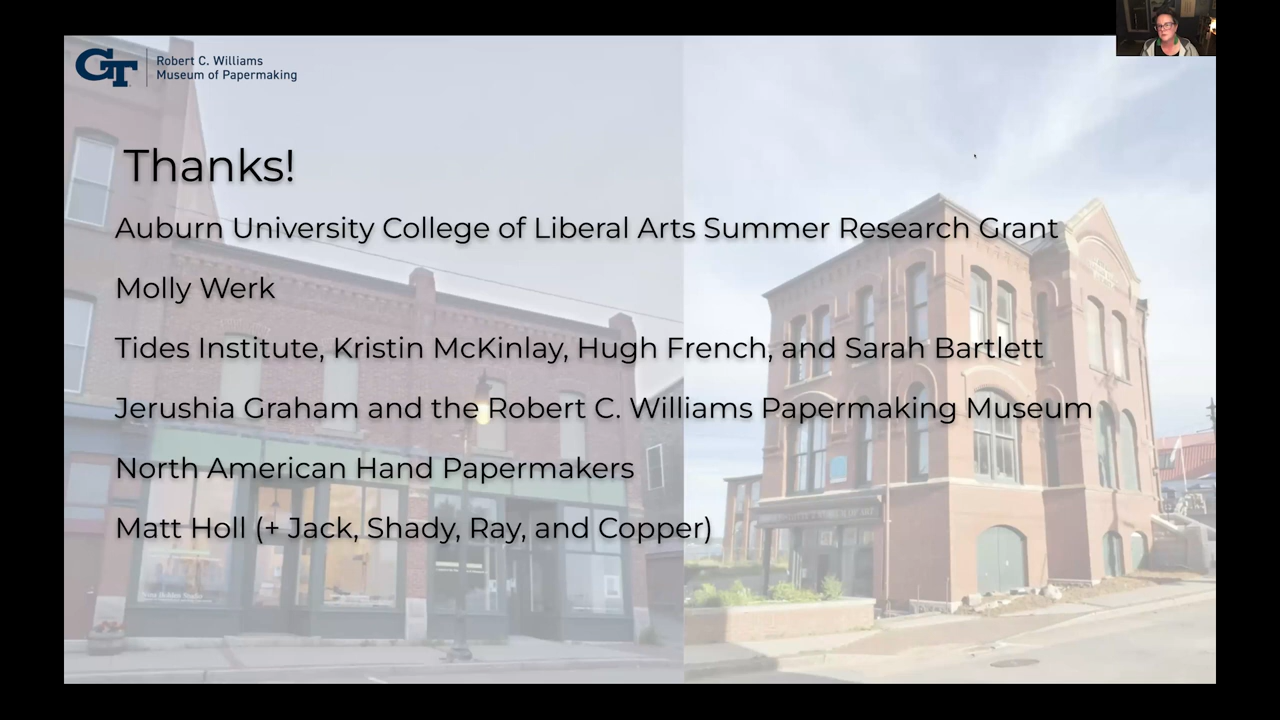 GT
Robert C. Williams
Museum of Papermaking
Thanks!
Auburn University College of Liberal Arts Summer Research Grant
Molly Werk
Tides Institute, Kristin McKinlay, Hugh French, and Sarah Bartlett
Jerushia Graham and the Robert C. Williams Papermaking Museum
North American Hand Papermakers
Matt Holl (+ Jack, Shady, Ray, and Copper)